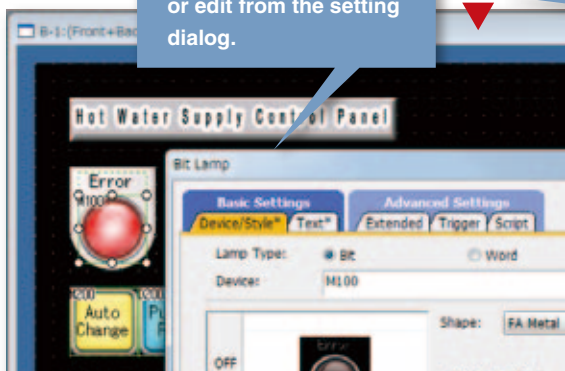 or edit from the setting
dialog.
B-1:(Front+Bac
Hot Water Supply Control Panel
Bit Lamp
Error
M100
Basic Settings
Advanced Settings
Device/Style*
Text*
Extended
Trigger
Script
Lamp Type:
Bit
Word
Device:
M100
Auto
Change
Shape:
FA Metal
OFF
Error